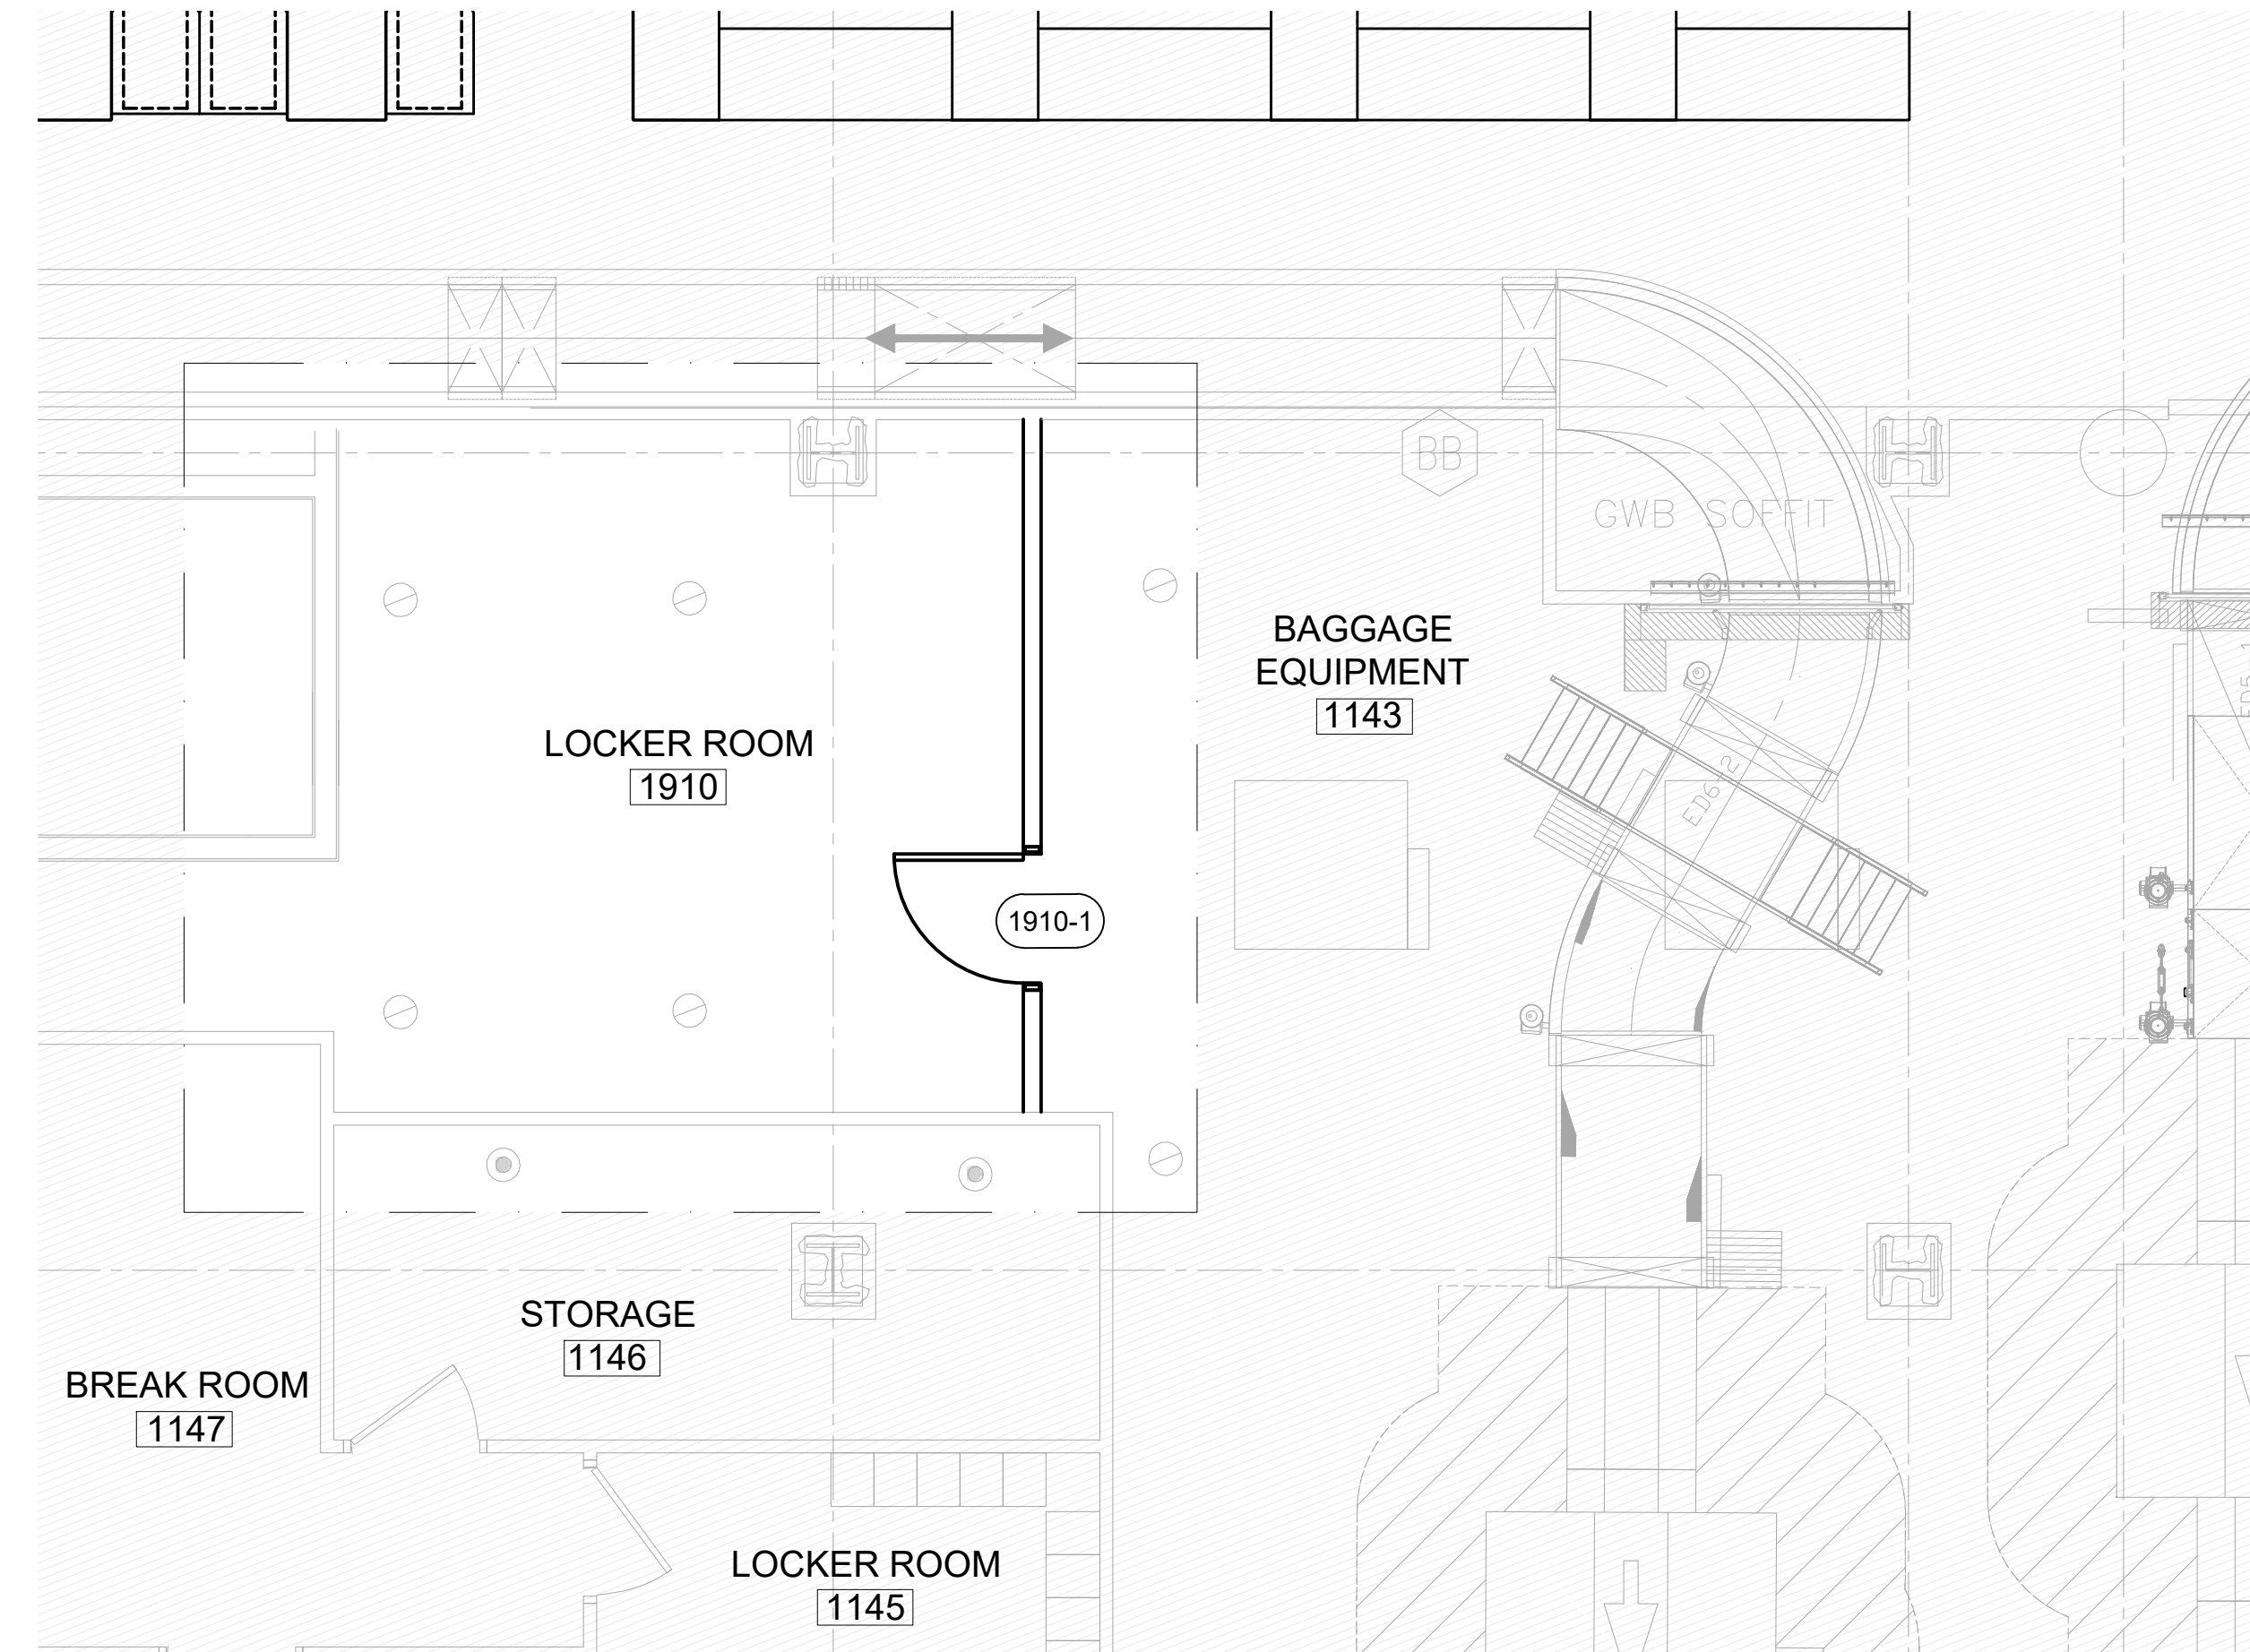 BB
GWB SOFFIT
BAGGAGE
EQUIPMENT
1143
LOCKER ROOM
1910
ED6-2
1910-1
STORAGE
1146
BREAK ROOM
1147
LOCKER ROOM
1145